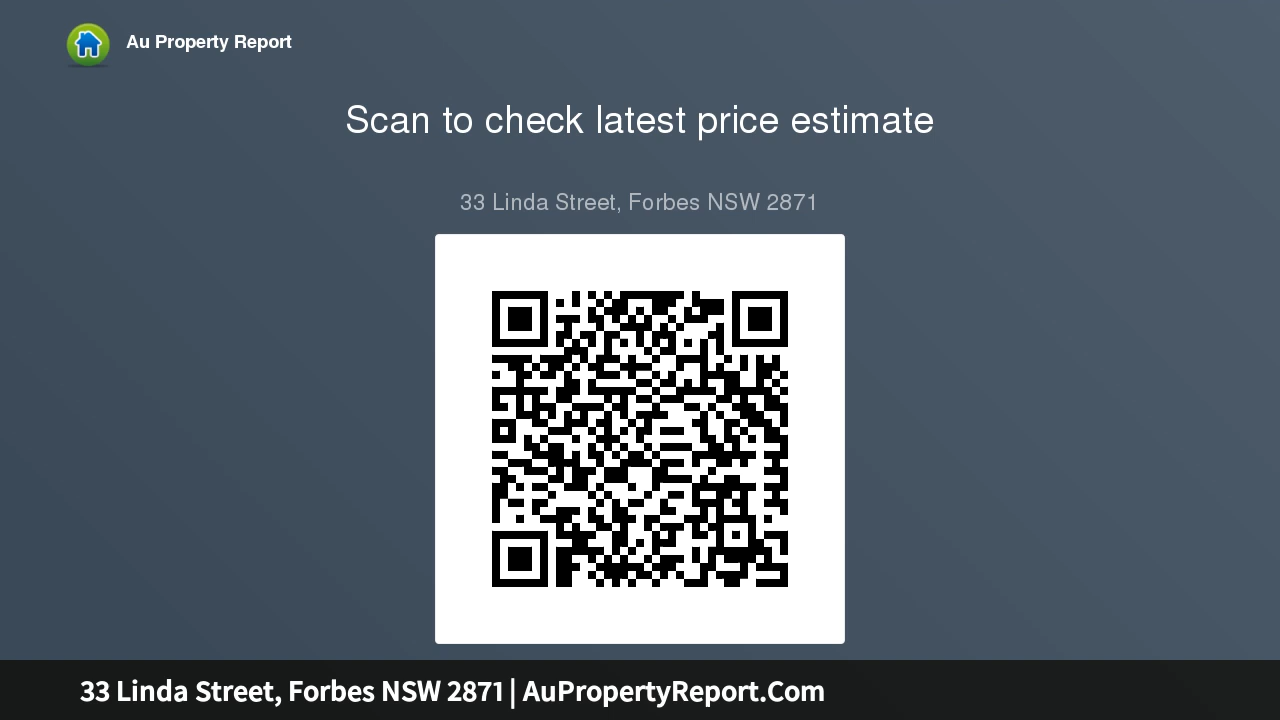 Au Property Report
Scan to check latest price estimate
33 Linda Street, Forbes NSW 2871
33 Linda Street, Forbes NSW 2871 | AuPropertyReport.Com